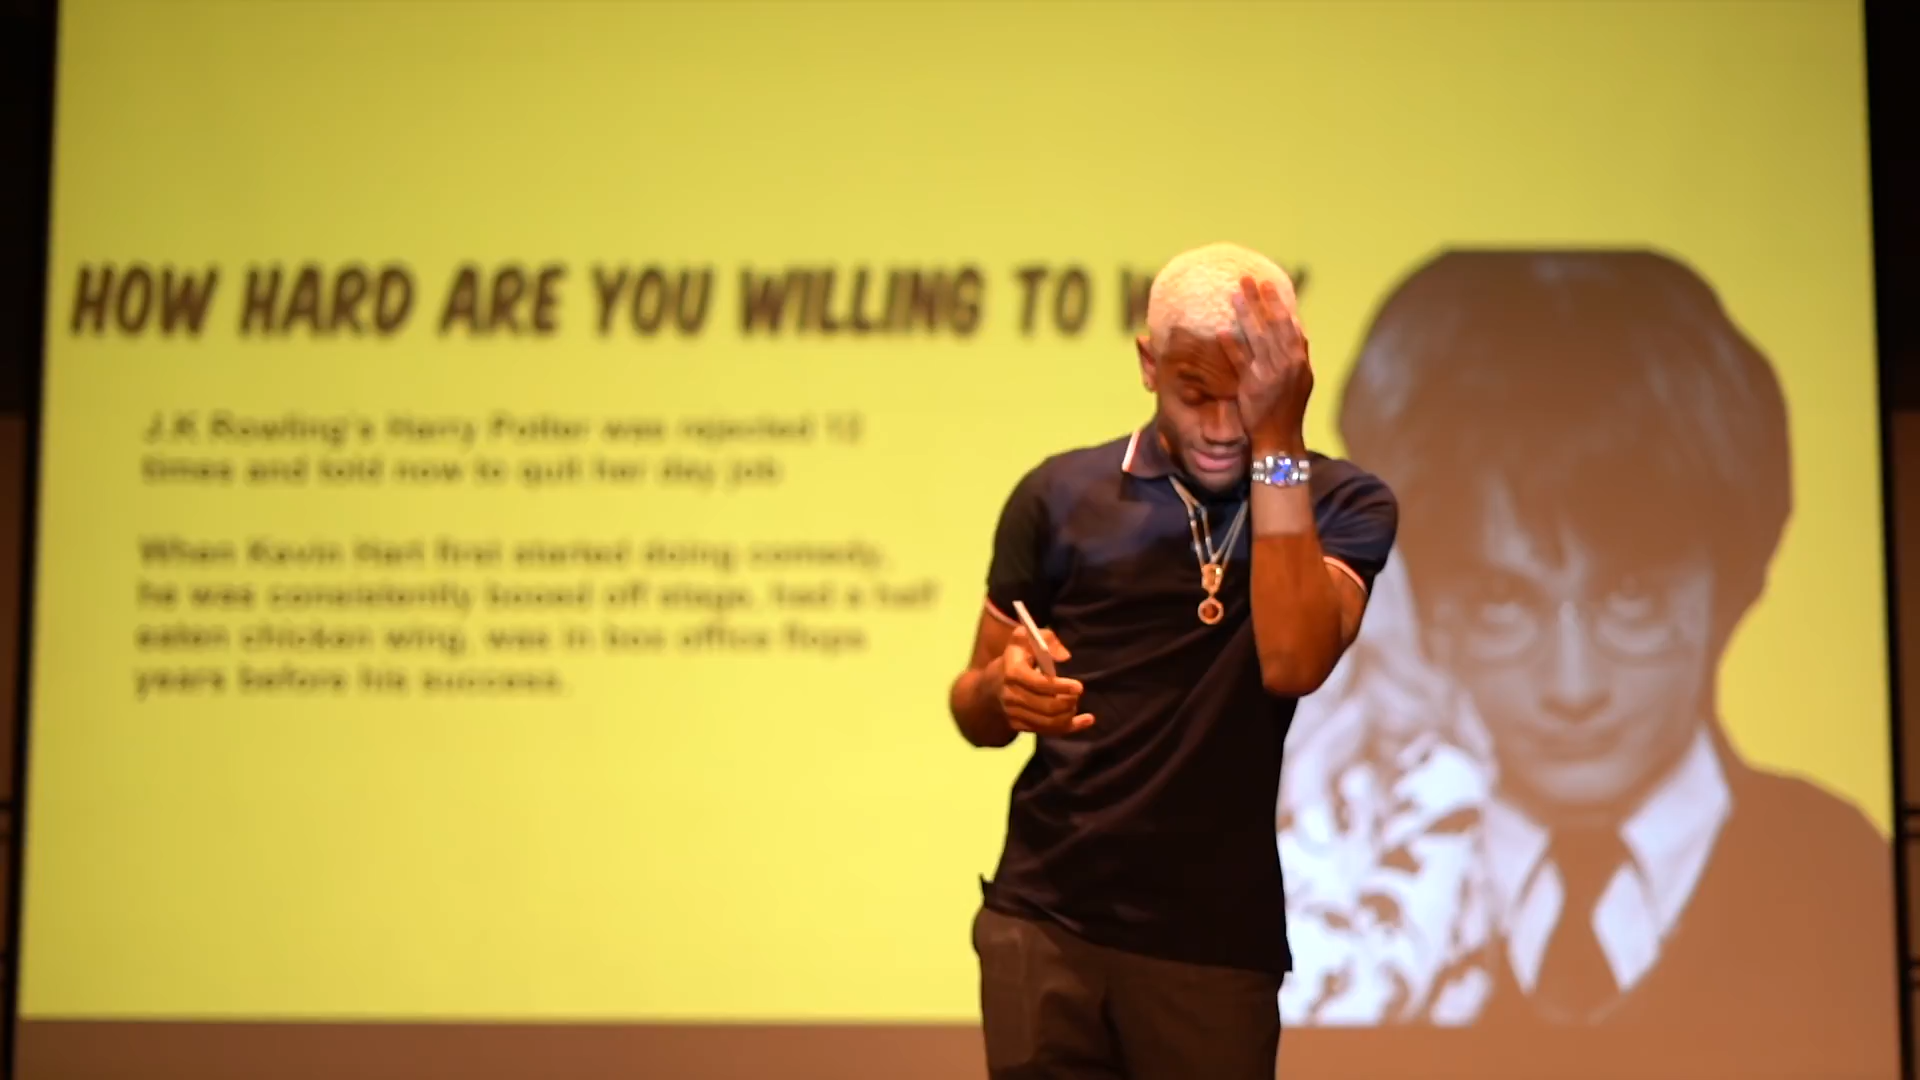 HOW HARD ARE YOU WILLING TO
J.K Rowling's Harry Potter was rejected 12
times and told now to quit her day job
When Kevin Hart first started doing comedy,
he was consistently booed off stage, had a half
eaten chicken wing, was in box office flops
years before his success.